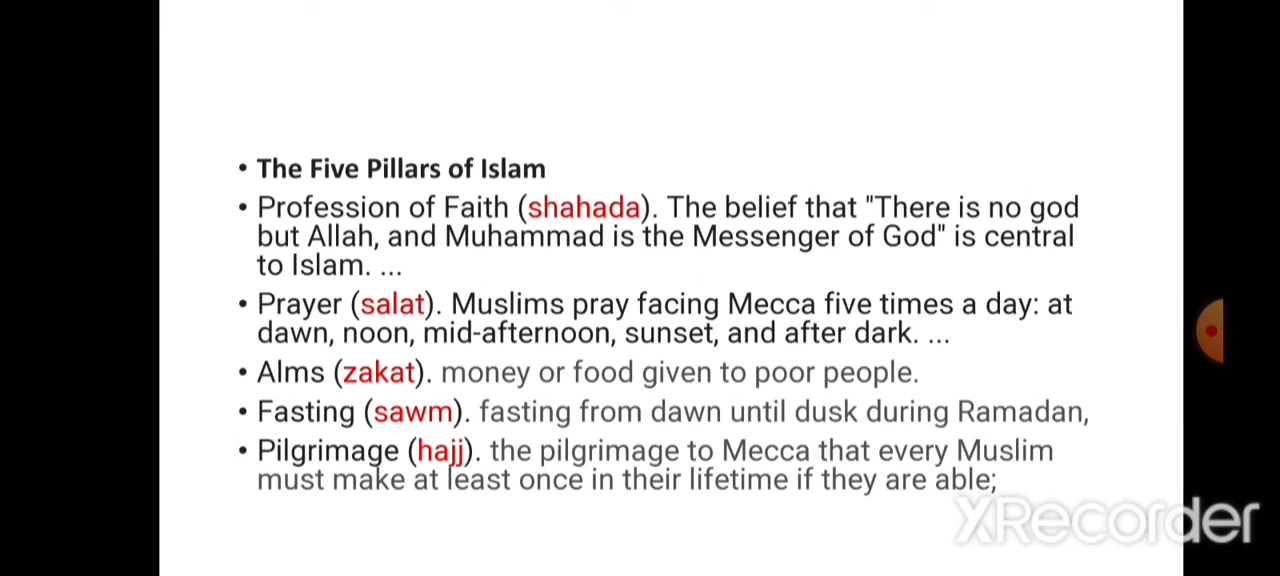 • The Five Pillars of Islam
• Profession of Faith (shahada). The belief that "There is no god
but Allah, and Muhammad is the Messenger of God" is central
to Islam. ...
• Prayer (salat). Muslims pray facing Mecca five times a day: at
dawn, noon, mid-afternoon, sunset, and after dark. ...
• Alms (zakat). money or food given to poor people.
• Fasting (sawm). fasting from dawn until dusk during Ramadan,
• Pilgrimage (hajj). the pilgrimage to Mecca that every Muslim
must make at least once in their lifetime if they are able;
XRecorder